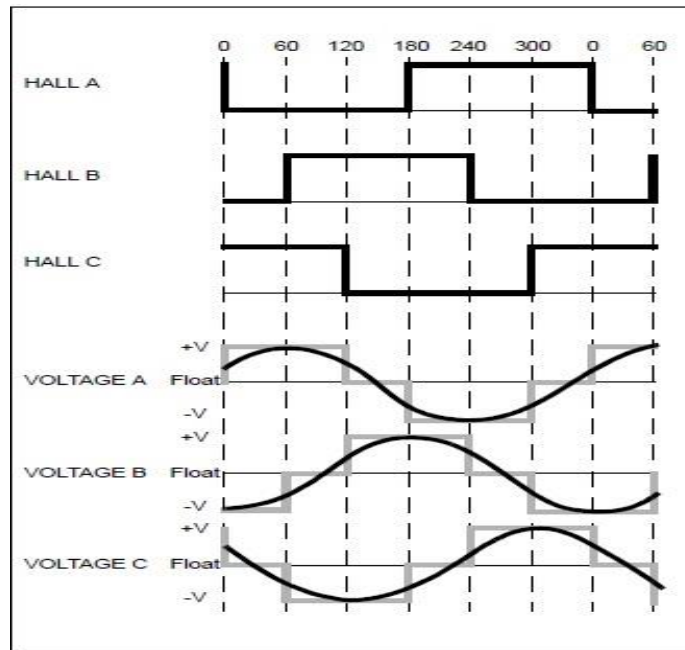 0 60 120 180 240 300 0 60
HALL A
HALL B
HALL C
+V
VOLTAGE A Float
-V
+V
VOLTAGE B Float
-V
+V
VOLTAGE C Float
-V